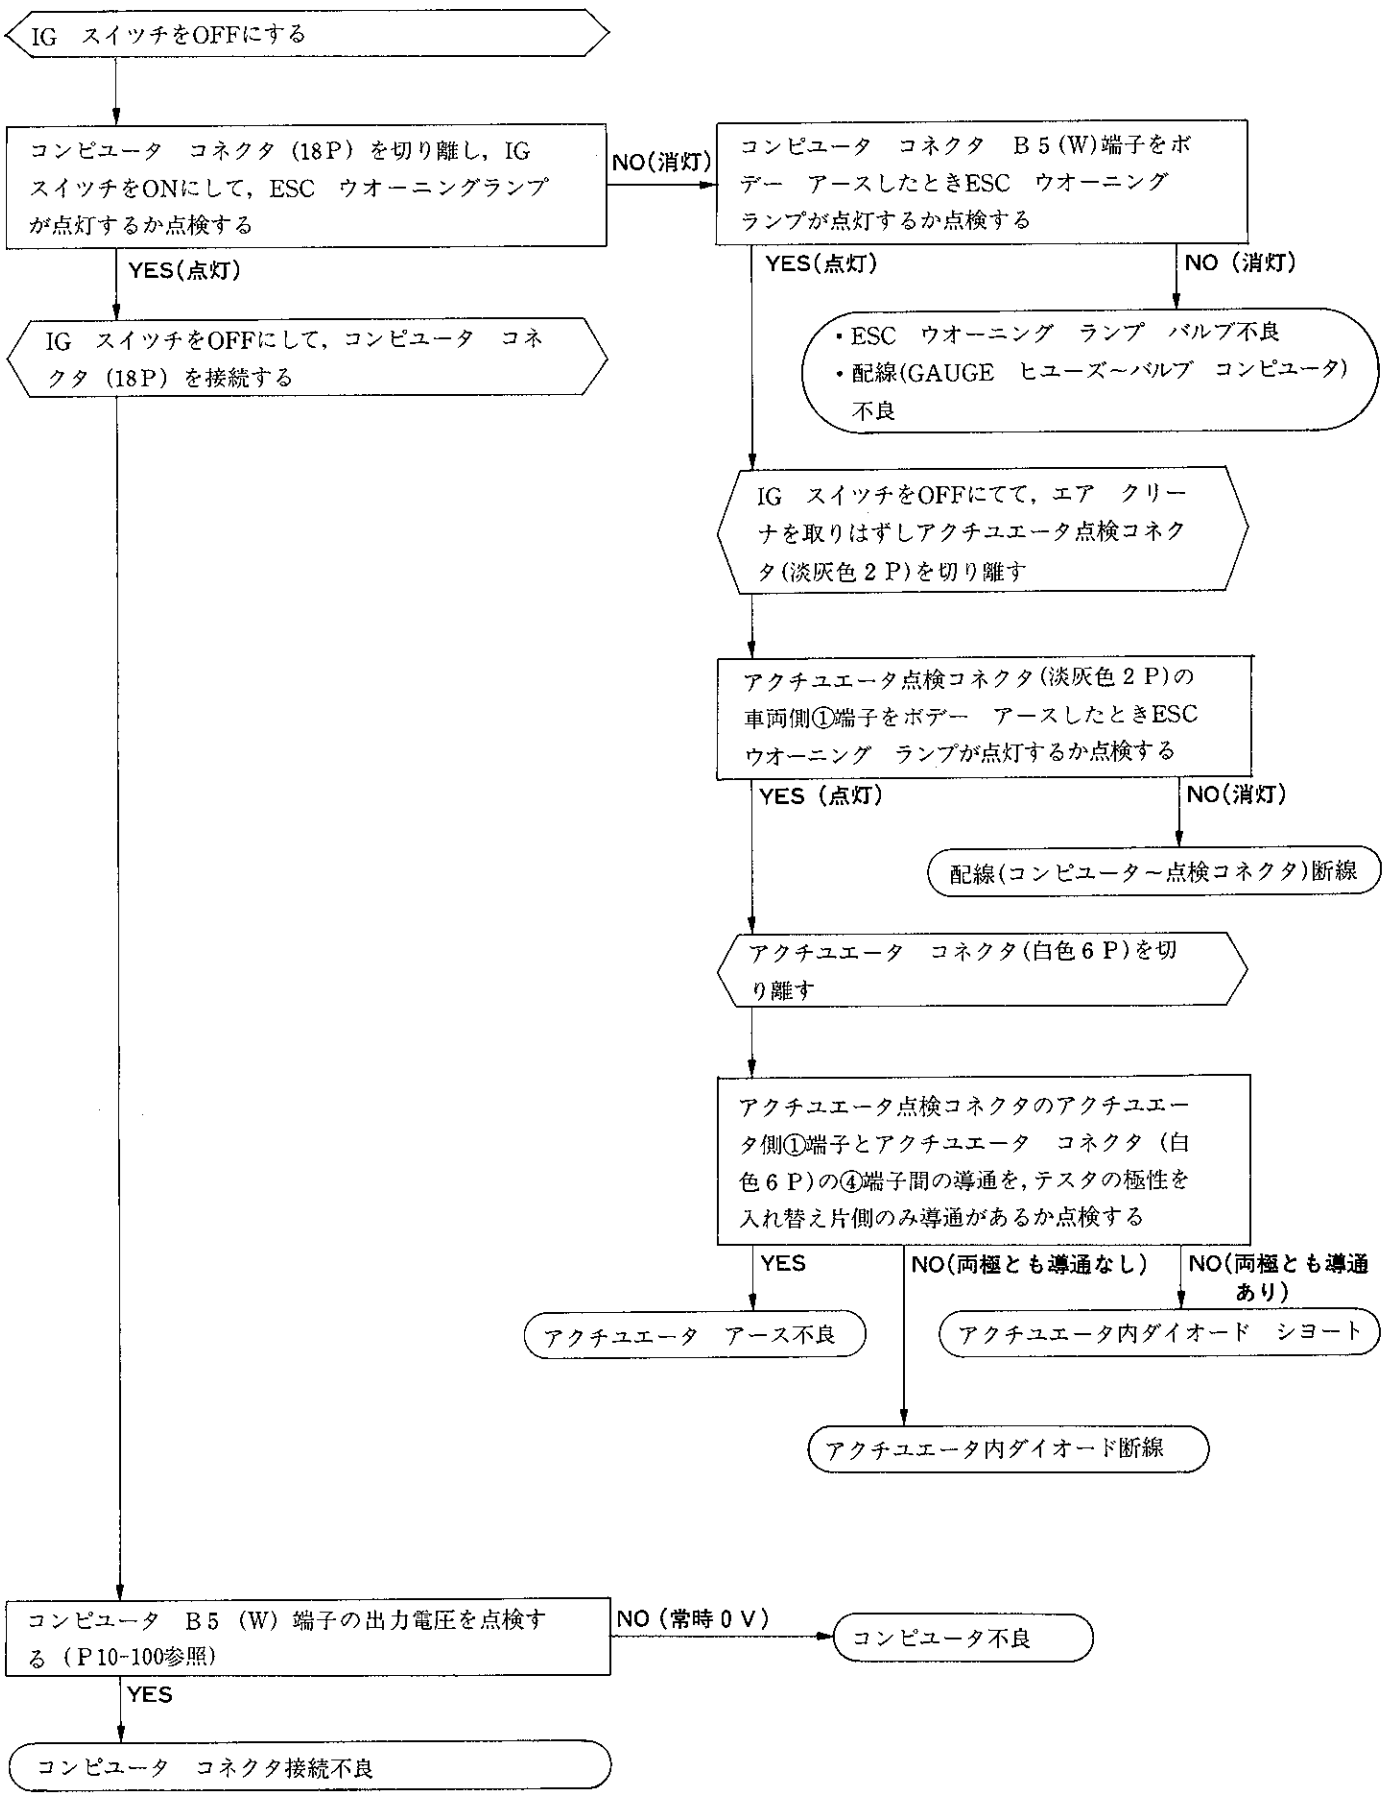 IG　スイッチをOFFにする
コンピユータ　コネクタ (18P) を切り離し，IG
スイッチをONにして，ESC　ウオーニングランプ
が点灯するか点検する
NO(消灯)
コンピユータ　コネクタ　B 5 (W)端子をボ
デー　アースしたときESC　ウオーニング
ランプが点灯するか点検する
YES(点灯)
YES(点灯)
NO (消灯)
IG　スイッチをOFFにして，コンピユータ　コネ
クタ (18P) を接続する
・ESC　ウオーニング　ランプ　バルブ不良
・配線(GAUGE　ヒユーズ～バルブ　コンピユータ)
不良
IG　スイッチをOFFにてて，エア　クリー
ナを取りはずしアクチユエータ点検コネク
タ(淡灰色 2 P)を切り離す
アクチユエータ点検コネクタ(淡灰色 2 P)の
車両側①端子をボデー　アースしたときESC
ウオーニング　ランプが点灯するか点検する
YES (点灯)
NO(消灯)
配線(コンピユータ～点検コネクタ)断線
アクチユエータ　コネクタ(白色 6 P)を切
り離す
アクチユエータ点検コネクタのアクチユエー
タ側①端子とアクチユエータ　コネクタ (白
色 6 P)の④端子間の導通を，テスタの極性を
入れ替え片側のみ導通があるか点検する
YES
NO(両極とも導通なし)
NO(両極とも導通
あり)
アクチユエータ　アース不良
アクチユエータ内ダイオード　シヨート
アクチユエータ内ダイオード断線
コンピユータ　B 5　(W) 端子の出力電圧を点検す
る (P10-100参照)
NO (常時 0 V)
コンピユータ不良
YES
コンピユータ　コネクタ接続不良